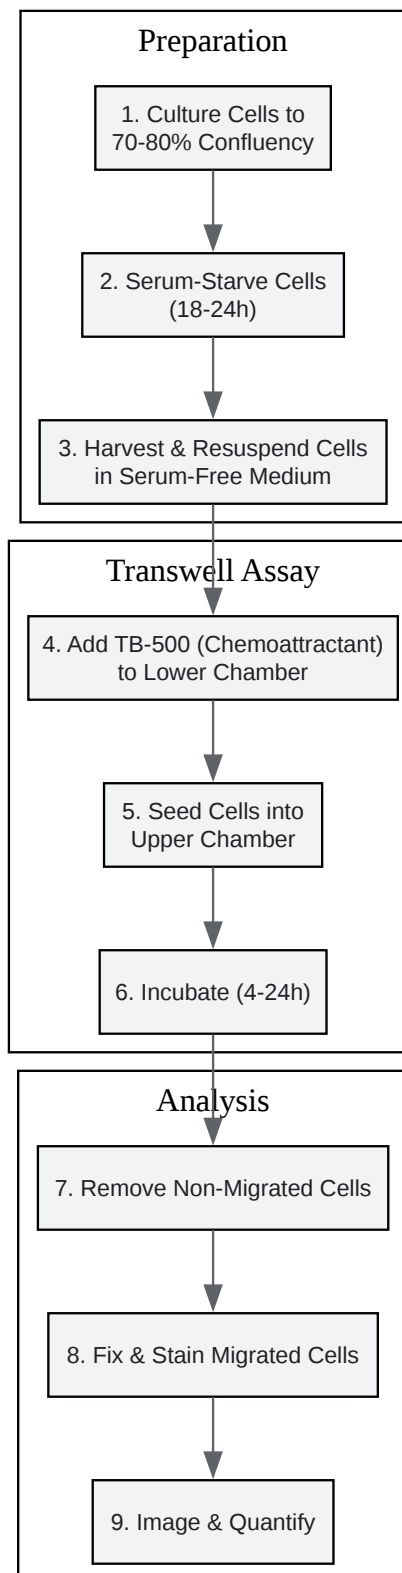 Preparation
1. Culture Cells to
70-80% Confluency
2. Serum-Starve Cells
(18-24h)
3. Harvest & Resuspend Cells
in Serum-Free Medium
Transwell Assay
4. Add TB-500 (Chemoattractant)
to Lower Chamber
5. Seed Cells into
Upper Chamber
6. Incubate (4-24h)
Analysis
7. Remove Non-Migrated Cells
8. Fix & Stain Migrated Cells
9. Image & Quantify